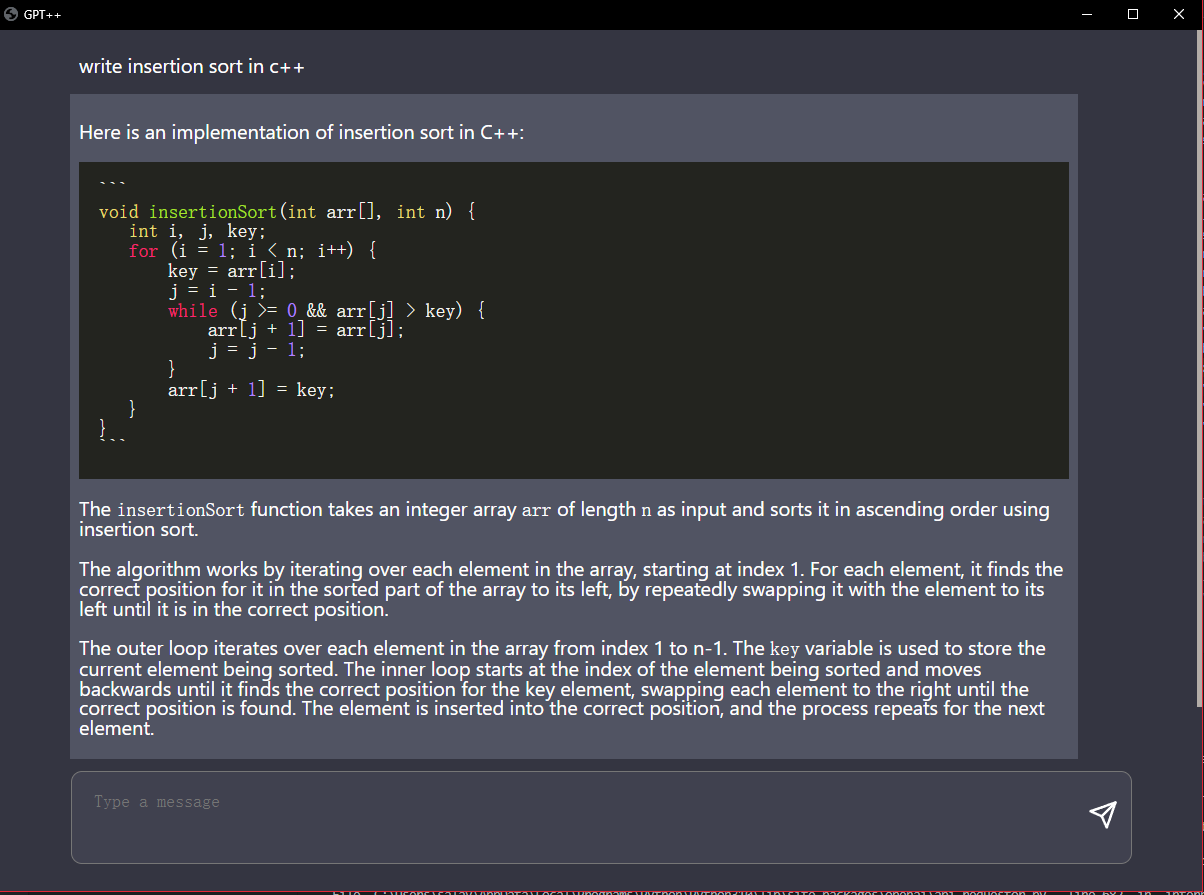 GPT++
write insertion sort in c++
Here is an implementation of insertion sort in C++:
```
void insertionSort(int arr[], int n) {
   int i, j, key;
   for (i = 1; i < n; i++) {
       key = arr[i];
       j = i - 1;
       while (j >= 0 && arr[j] > key) {
           arr[j + 1] = arr[j];
           j = j - 1;
       }
       arr[j + 1] = key;
   }
}
```
The insertionSort function takes an integer array arr of length n as input and sorts it in ascending order using
insertion sort.
The algorithm works by iterating over each element in the array, starting at index 1. For each element, it finds the
correct position for it in the sorted part of the array to its left, by repeatedly swapping it with the element to its
left until it is in the correct position.
The outer loop iterates over each element in the array from index 1 to n-1. The key variable is used to store the
current element being sorted. The inner loop starts at the index of the element being sorted and moves
backwards until it finds the correct position for the key element, swapping each element to the right until the
correct position is found. The element is inserted into the correct position, and the process repeats for the next
element.
Type a message